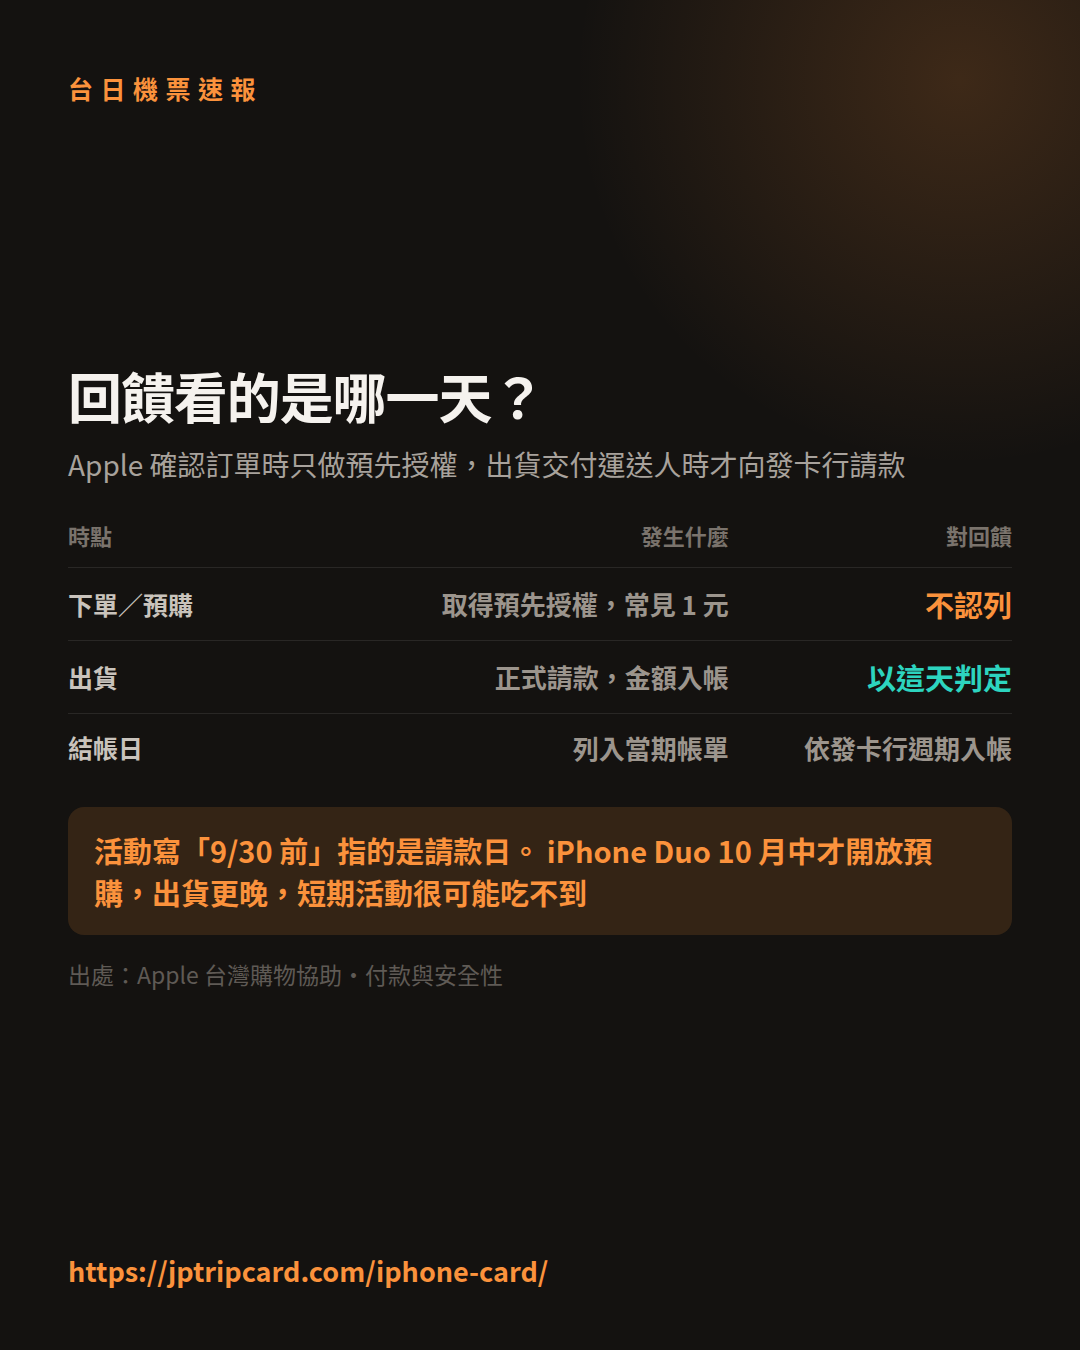 台日機票速報
回饋看的是哪一天？
Apple 確認訂單時只做預先授權，出貨交付運送人時才向發卡行請款
時點 發生什麼 對回饋
下單／預購 取得預先授權，常見 1 元 不認列
出貨 正式請款，金額入帳 以這天判定
結帳日 列入當期帳單 依發卡行週期入帳
活動寫「9/30 前」指的是請款日。 iPhone Duo 10 月中才開放預
購，出貨更晚，短期活動很可能吃不到
出處：Apple 台灣購物協助・付款與安全性
https://jptripcard.com/iphone-card/